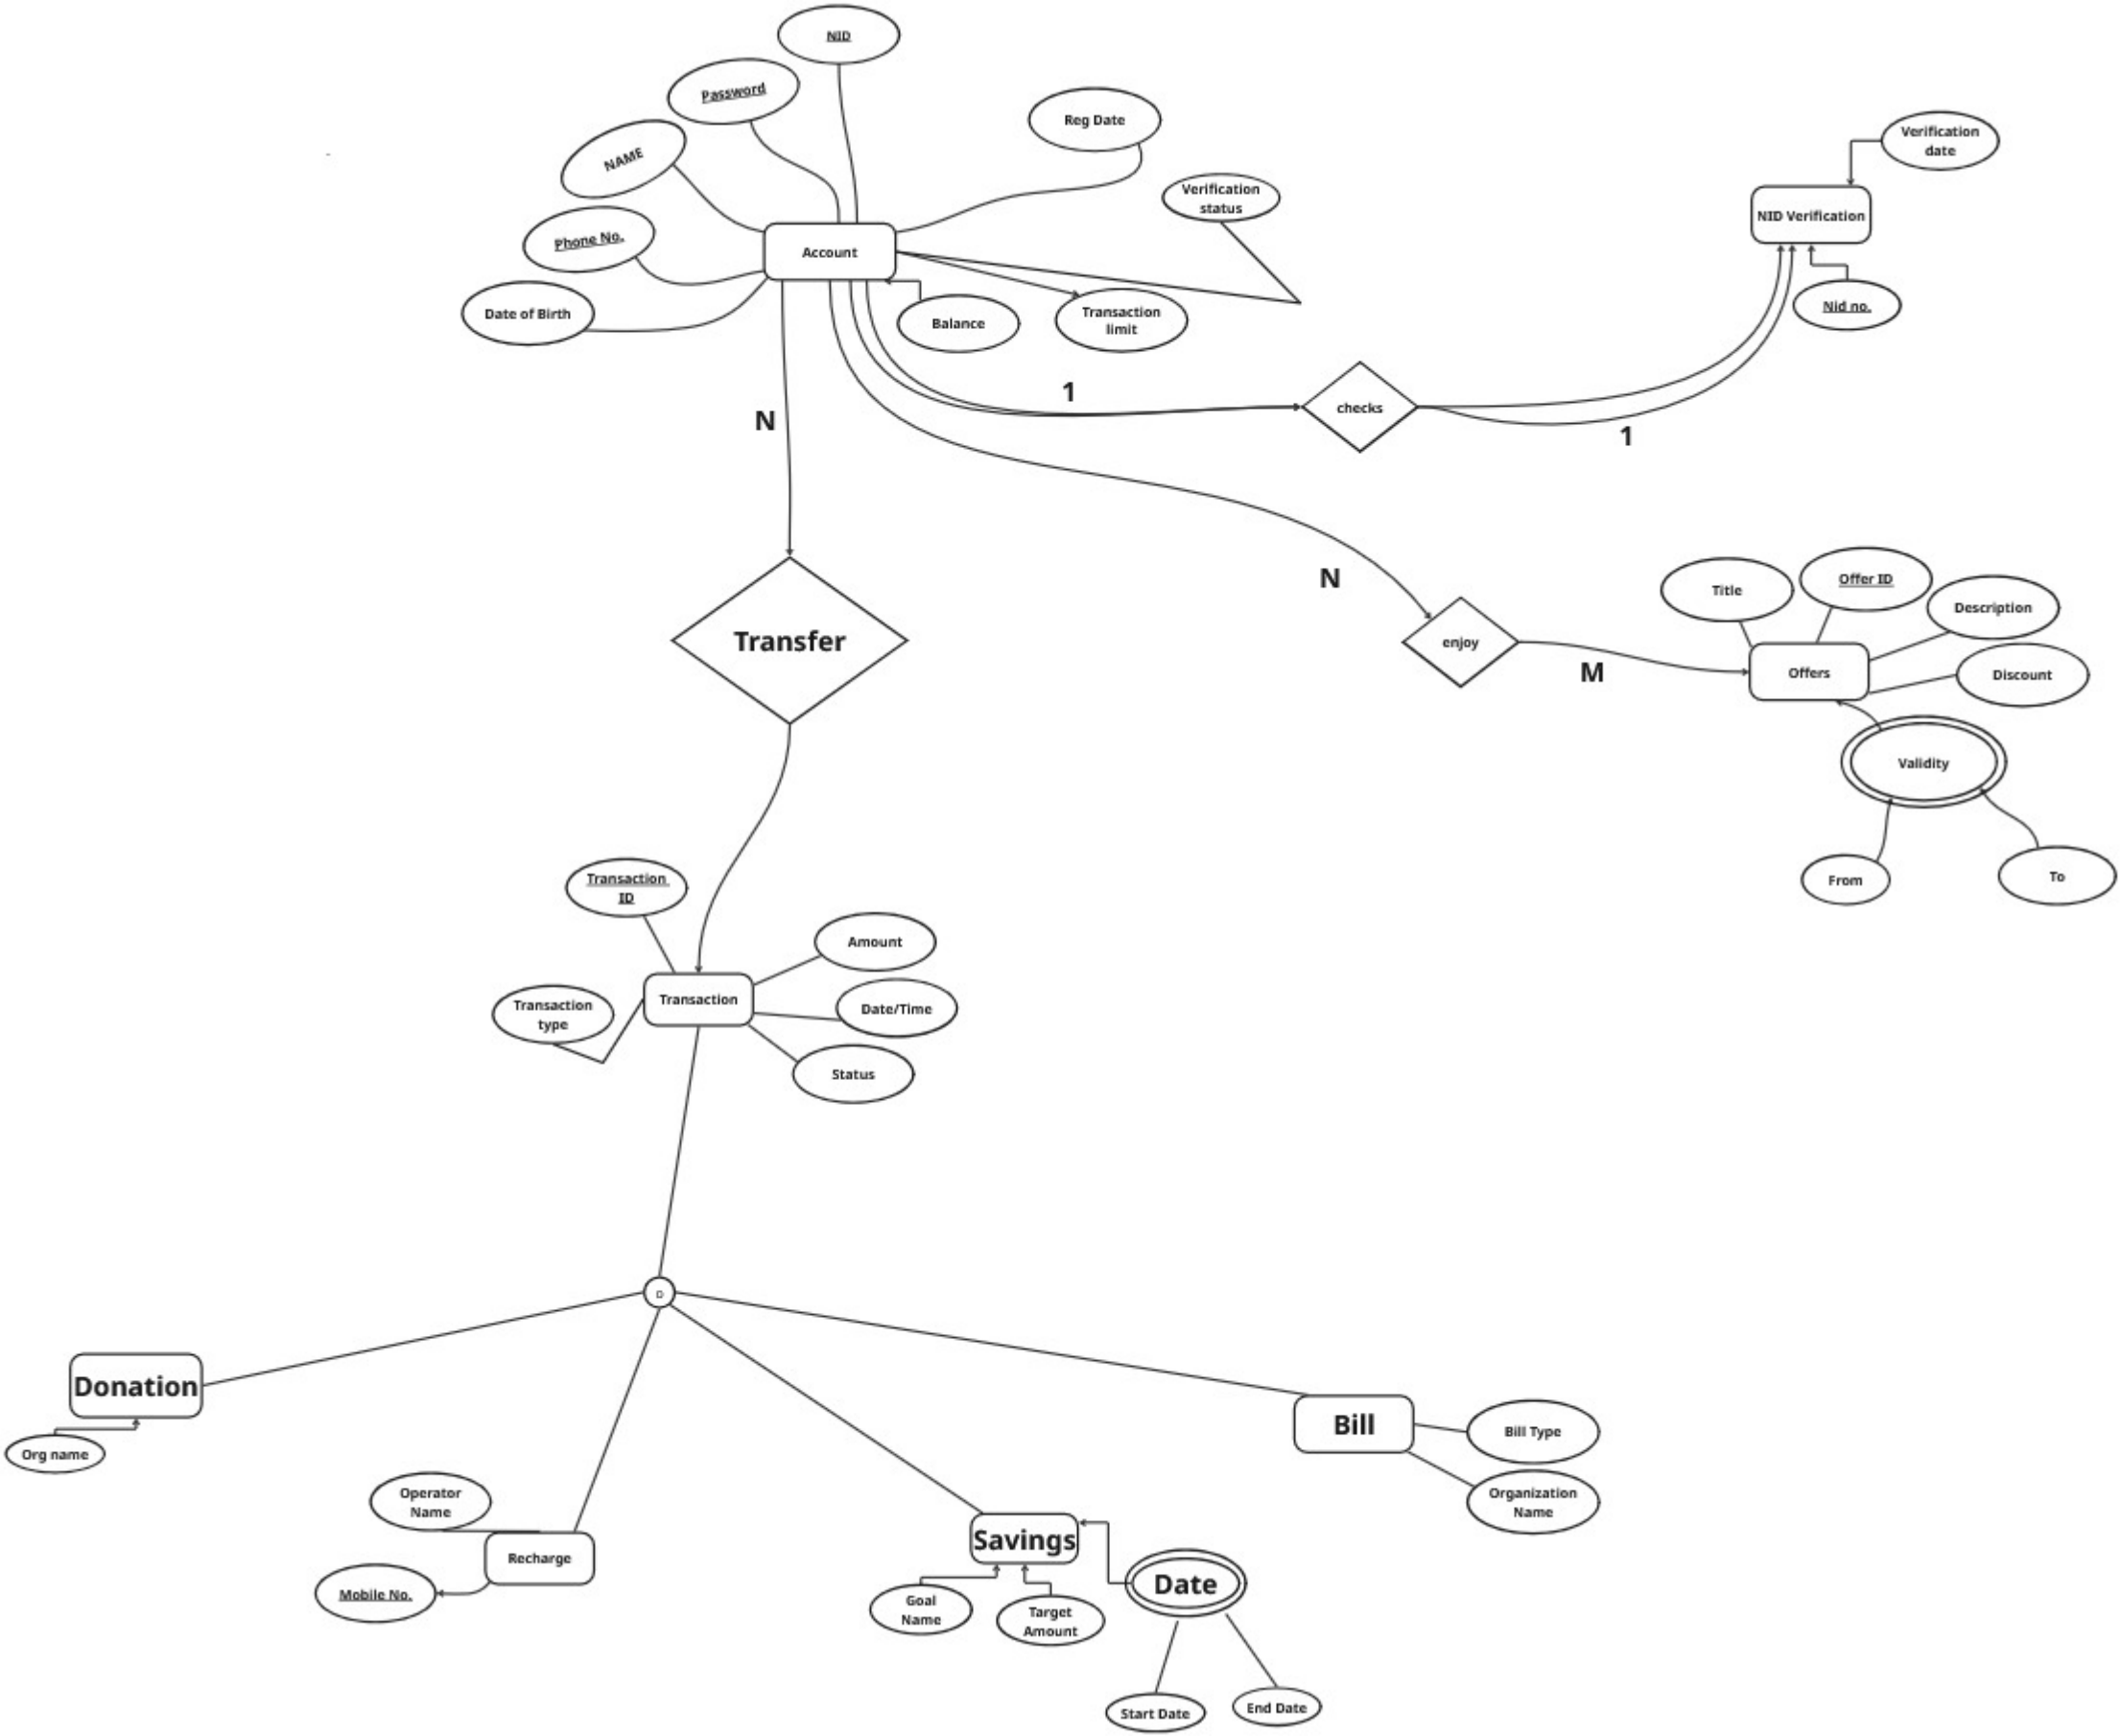 NID
Password
Reg Date
NAME
Verification
date
Verification
status
NID Verification
Phone No.
Account
Date of Birth
Balance
Transaction
limit
Nid no.
1
checks
N
1
N
Transfer
enjoy
M
Title
Offer ID
Description
Offers
Discount
Validity
From
To
Transaction
ID
Amount
Transaction
Transaction
type
Date/Time
Status
D
Donation
Org name
Bill
Bill Type
Organization
Name
Operator
Name
Recharge
Mobile No.
Savings
Goal
Name
Target
Amount
Date
Start Date
End Date